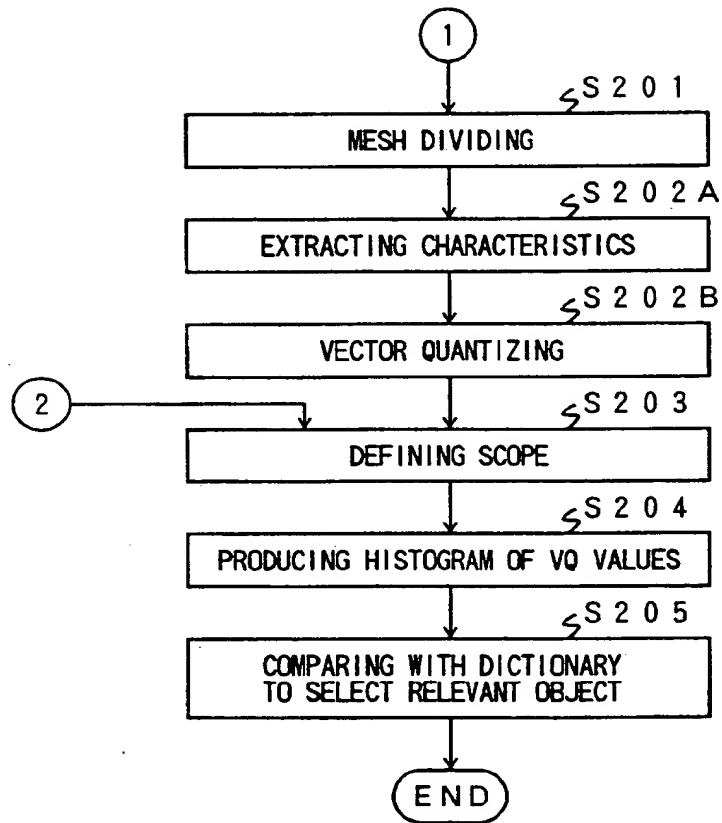 1
S201
MESH DIVIDING
S202A
EXTRACTING CHARACTERISTICS
S202B
VECTOR QUANTIZING
2
S203
DEFINING SCOPE
S204
PRODUCING HISTOGRAM OF VQ VALUES
S205
COMPARING WITH DICTIONARY
TO SELECT RELEVANT OBJECT
END